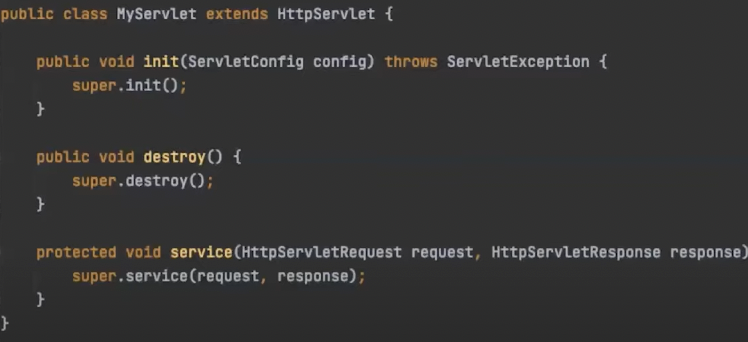 public class MyServlet extends HttpServlet {
public void init(ServletConfig config) throws ServletException {
super.init();
}
public void destroy() {
super.destroy();
}
protected void service(HttpServletRequest request, HttpServletResponse response)
super.service(request, response);
}
}